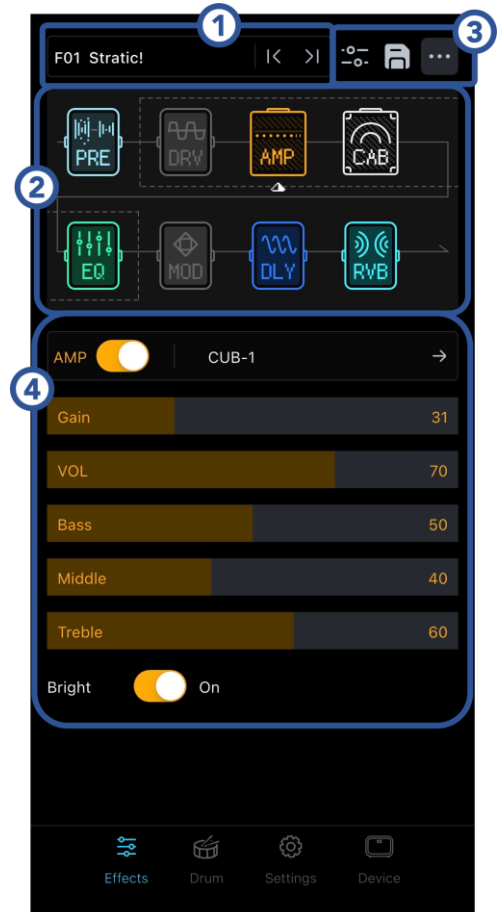 1
3
F01 Stratic!
2
PRE DRV AMP CAB
EQ MOD DLY RVB
4
AMP CUB-1
Gain 31
VOL 70
Bass 50
Middle 40
Treble 60
Bright On
Effects Drum Settings Device